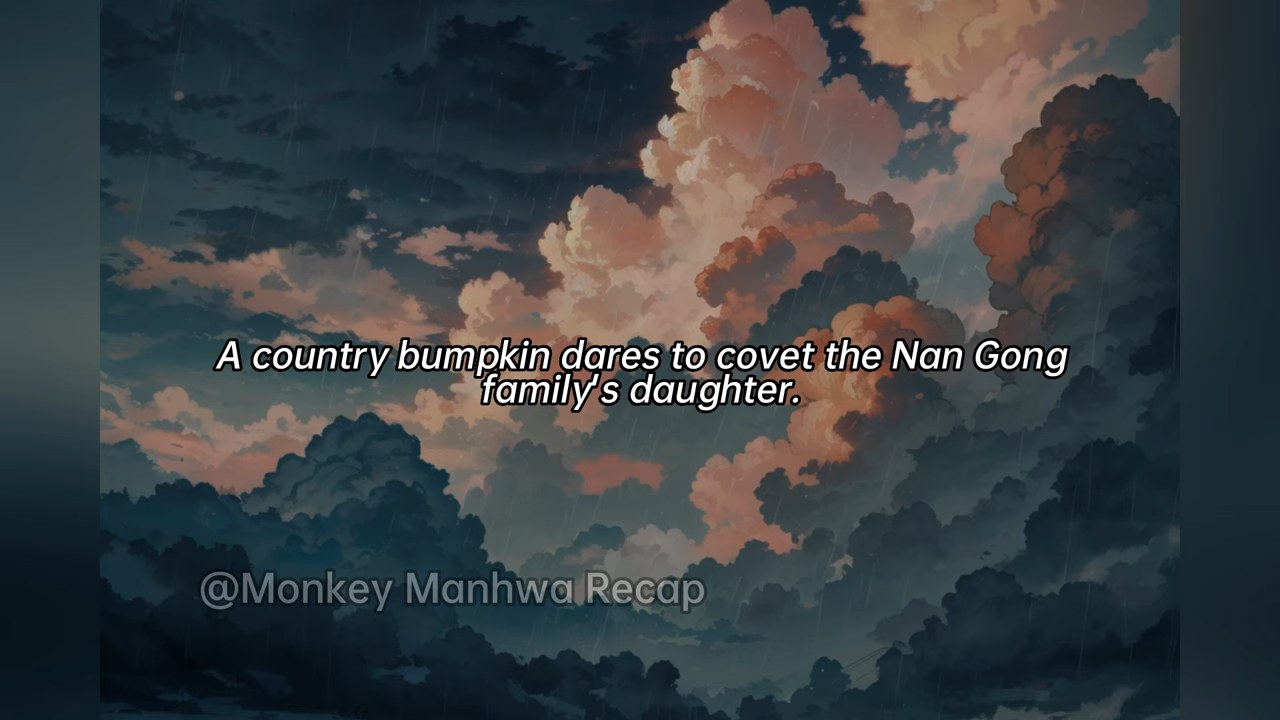 A country bumpkin dares to covet the Nan Gong
family's daughter.
@Monkey Manhwa Recap